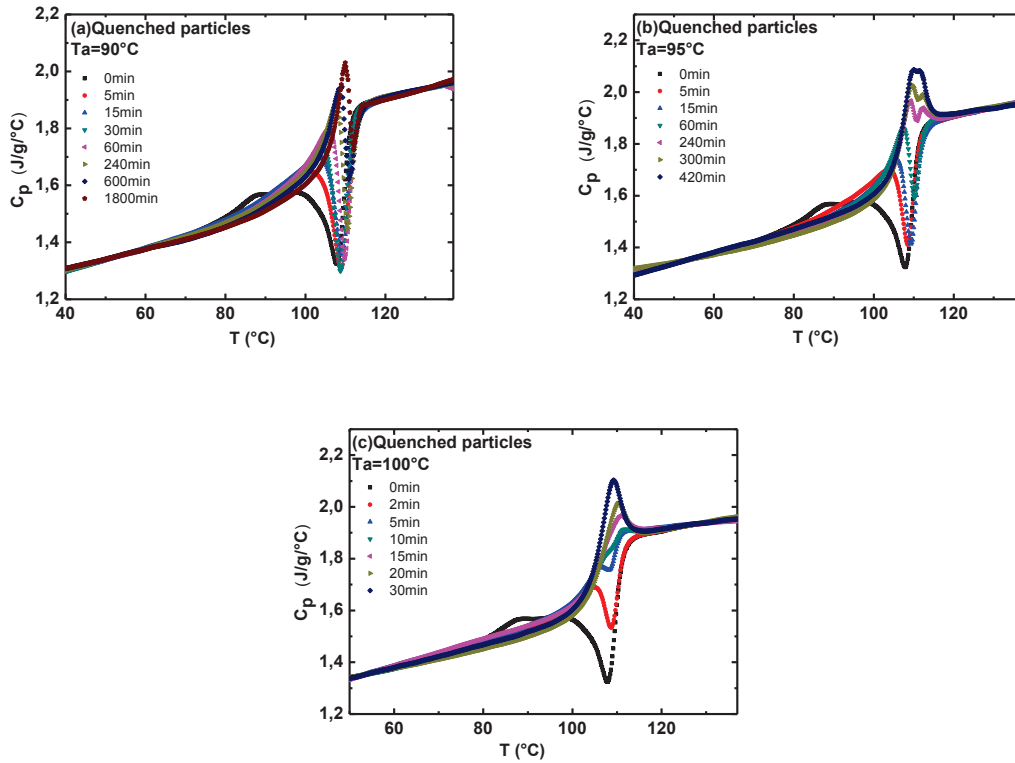 (a)Quenched particles
Ta=90°C
0min
5min
15min
30min
60min
240min
600min
1800min
2,2
2,0
1,8
1,6
1,4
1,2
Cp (J/g/°C)
40 60 80 100 120
T (°C)
(b)Quenched particles
Ta=95°C
0min
5min
15min
60min
240min
300min
420min
2,2
2,0
1,8
1,6
1,4
1,2
Cp (J/g/°C)
40 60 80 100 120
T (°C)
(c)Quenched particles
Ta=100°C
0min
2min
5min
10min
15min
20min
30min
2,2
2,0
1,8
1,6
1,4
1,2
Cp (J/g/°C)
60 80 100 120
T (°C)